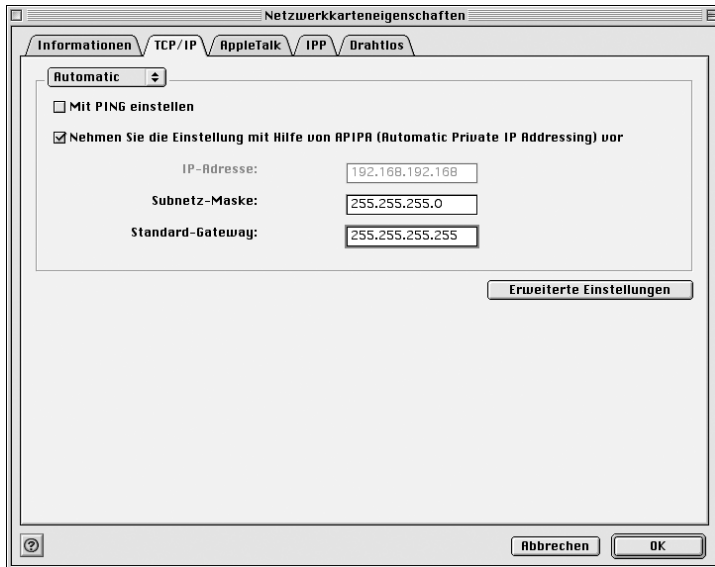 Netzwerkkarteneigenschaften
Informationen TCP/IP AppleTalk IPP Drahtlos
Automatic
Mit PING einstellen
Nehmen Sie die Einstellung mit Hilfe von APIPA (Automatic Private IP Addressing) vor
IP-Adresse: 192.168.192.168
Subnetz-Maske: 255.255.255.0
Standard-Gateway: 255.255.255.255
Erweiterte Einstellungen
?
Abbrechen OK